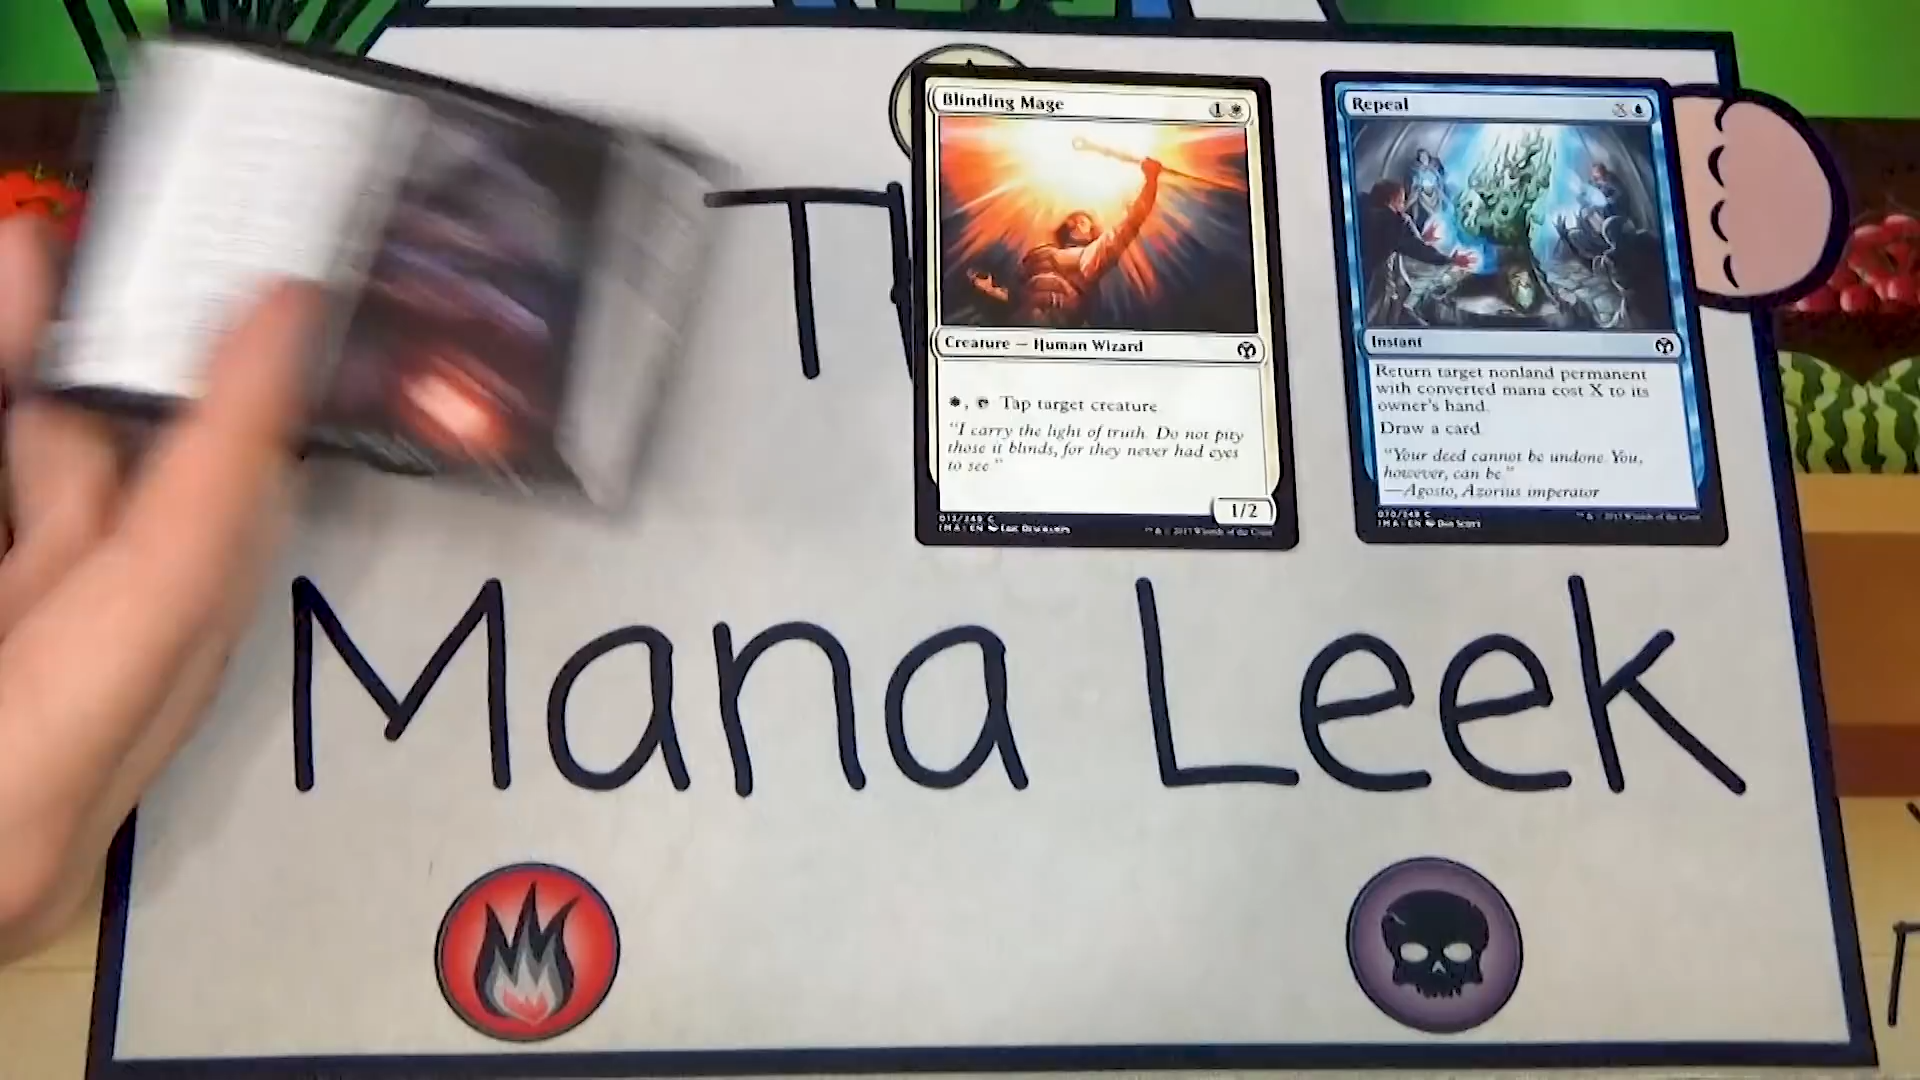 Blinding Mage
1
Creature — Human Wizard
, Tap target creature
"I carry the light of truth. Do not pity
those it blinds, for they never had eyes
to see"
1/2
Repeal
X
Instant
Return target nonland permanent
with converted mana cost X to its
owner's hand.
Draw a card
"Your deed cannot be undone. You,
however, can be"
—Agosto, Azorius imperator
Mana Leek